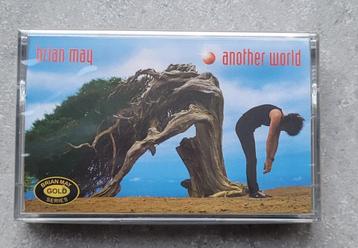 brian may
another world
BRIAN MAY
GOLD
SERIES